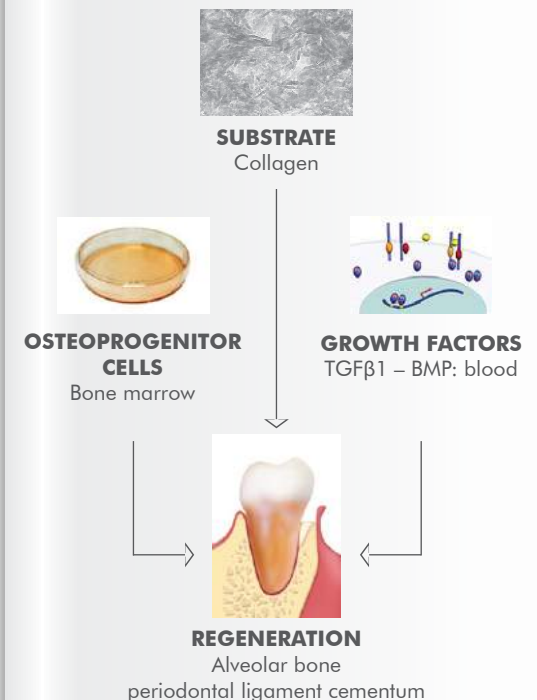 SUBSTRATE
Collagen
OSTEOPROGENITOR
CELLS
Bone marrow
GROWTH FACTORS
TGFβ1 – BMP: blood
REGENERATION
Alveolar bone
periodontal ligament cementum